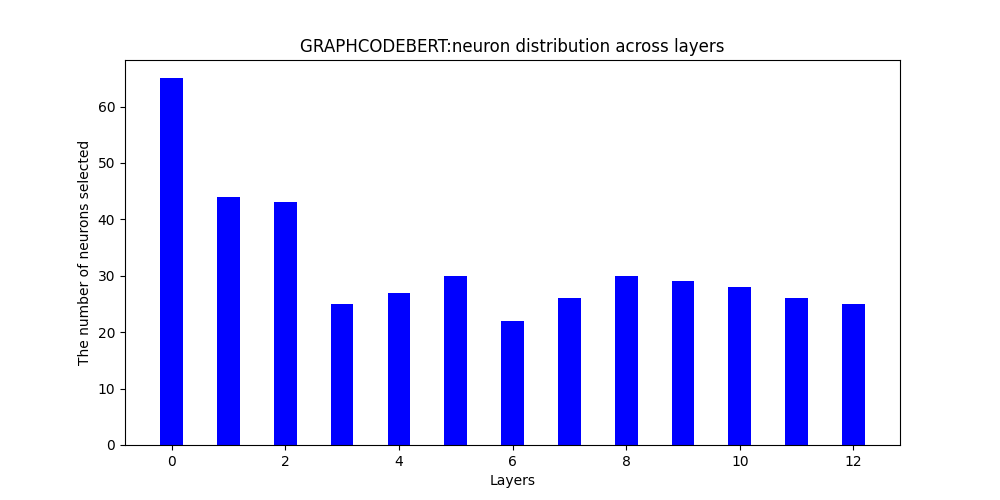 GRAPHCODEBERT:neuron distribution across layers
The number of neurons selected
60
50
40
30
20
10
0
0 2 4 6 8 10 12
Layers